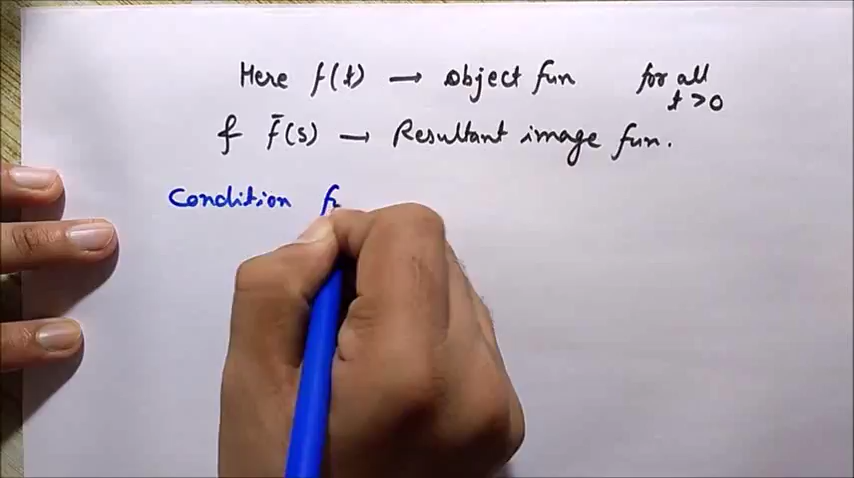 Here f(t) → object fun for all t > 0
& f̄(s) → Resultant image fun.
Condition